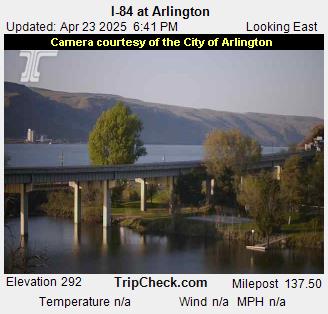 I-84 at Arlington
Updated: Apr 23 2025 6:41 PM Looking East
Camera courtesy of the City of Arlington
Elevation 292 TripCheck.com Milepost 137.50
Temperature n/a Wind n/a MPH n/a